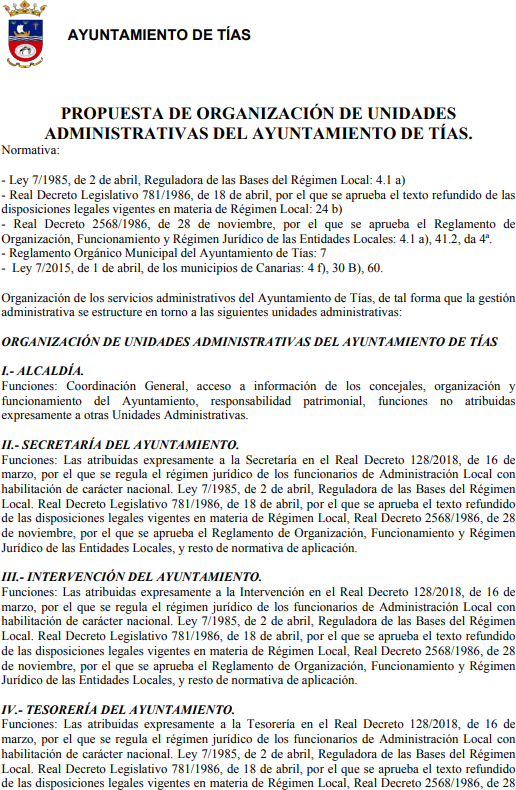 AYUNTAMIENTO DE TÍAS
PROPUESTA DE ORGANIZACIÓN DE UNIDADES
ADMINISTRATIVAS DEL AYUNTAMIENTO DE TÍAS.
Normativa:
- Ley 7/1985, de 2 de abril, Reguladora de las Bases del Régimen Local: 4.1 a)
- Real Decreto Legislativo 781/1986, de 18 de abril, por el que se aprueba el texto refundido de las
disposiciones legales vigentes en materia de Régimen Local: 24 b)
- Real Decreto 2568/1986, de 28 de noviembre, por el que se aprueba el Reglamento de
Organización, Funcionamiento y Régimen Jurídico de las Entidades Locales: 4.1 a), 41.2, da 4ª.
- Reglamento Orgánico Municipal del Ayuntamiento de Tías: 7
- Ley 7/2015, de 1 de abril, de los municipios de Canarias: 4 f), 30 B), 60.
Organización de los servicios administrativos del Ayuntamiento de Tías, de tal forma que la gestión
administrativa se estructure en torno a las siguientes unidades administrativas:
ORGANIZACIÓN DE UNIDADES ADMINISTRATIVAS DEL AYUNTAMIENTO DE TÍAS
I.- ALCALDÍA.
Funciones: Coordinación General, acceso a información de los concejales, organización y
funcionamiento del Ayuntamiento, responsabilidad patrimonial, funciones no atribuidas
expresamente a otras Unidades Administrativas.
II.- SECRETARÍA DEL AYUNTAMIENTO.
Funciones: Las atribuidas expresamente a la Secretaría en el Real Decreto 128/2018, de 16 de
marzo, por el que se regula el régimen jurídico de los funcionarios de Administración Local con
habilitación de carácter nacional. Ley 7/1985, de 2 de abril, Reguladora de las Bases del Régimen
Local. Real Decreto Legislativo 781/1986, de 18 de abril, por el que se aprueba el texto refundido
de las disposiciones legales vigentes en materia de Régimen Local, Real Decreto 2568/1986, de 28
de noviembre, por el que se aprueba el Reglamento de Organización, Funcionamiento y Régimen
Jurídico de las Entidades Locales, y resto de normativa de aplicación.
III.- INTERVENCIÓN DEL AYUNTAMIENTO.
Funciones: Las atribuidas expresamente a la Intervención en el Real Decreto 128/2018, de 16 de
marzo, por el que se regula el régimen jurídico de los funcionarios de Administración Local con
habilitación de carácter nacional. Ley 7/1985, de 2 de abril, Reguladora de las Bases del Régimen
Local. Real Decreto Legislativo 781/1986, de 18 de abril, por el que se aprueba el texto refundido
de las disposiciones legales vigentes en materia de Régimen Local, Real Decreto 2568/1986, de 28
de noviembre, por el que se aprueba el Reglamento de Organización, Funcionamiento y Régimen
Jurídico de las Entidades Locales, y resto de normativa de aplicación.
IV.- TESORERÍA DEL AYUNTAMIENTO.
Funciones: Las atribuidas expresamente a la Tesorería en el Real Decreto 128/2018, de 16 de
marzo, por el que se regula el régimen jurídico de los funcionarios de Administración Local con
habilitación de carácter nacional. Ley 7/1985, de 2 de abril, Reguladora de las Bases del Régimen
Local. Real Decreto Legislativo 781/1986, de 18 de abril, por el que se aprueba el texto refundido
de las disposiciones legales vigentes en materia de Régimen Local, Real Decreto 2568/1986, de 28